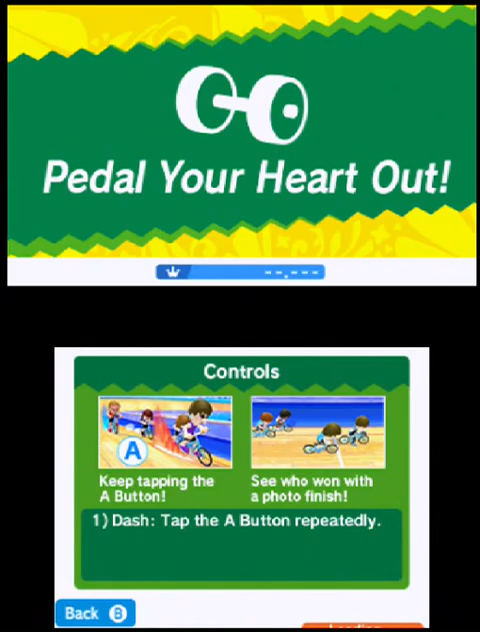 Pedal Your Heart Out!
--,---
Controls
A
Keep tapping the
A Button!
See who won with
a photo finish!
1) Dash: Tap the A Button repeatedly.
Back B
Loading